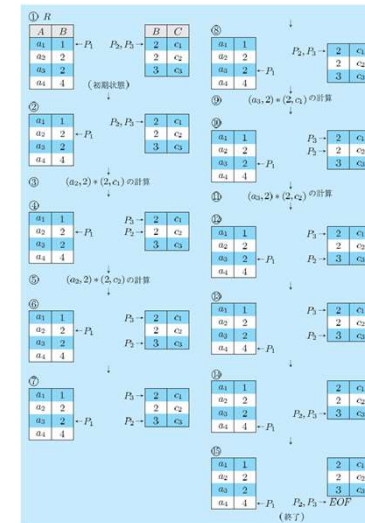 ① R
A B B C
a₁ 1 ←P₁ P₂, P₃→ 2 c₁
a₂ 2 2 c₂
a₃ 2 3 c₃
a₄ 4 (初期状態)
↓
②
a₁ 1 P₂, P₃→ 2 c₁
a₂ 2 ←P₁ 2 c₂
a₃ 2 3 c₃
a₄ 4 ↓
③ (a₂, 2) * (2, c₁) の計算
④ ↓
a₁ 1 P₃→ 2 c₁
a₂ 2 ←P₁ P₂→ 2 c₂
a₃ 2 3 c₃
a₄ 4 ↓
⑤ (a₂, 2) * (2, c₂) の計算
⑥ ↓
a₁ 1 P₃→ 2 c₁
a₂ 2 ←P₁ 2 c₂
a₃ 2 P₂→ 3 c₃
a₄ 4
⑦ ↓
a₁ 1 P₃→ 2 c₁
a₂ 2 2 c₂
a₃ 2 ←P₁ P₂→ 3 c₃
a₄ 4
↓
⑧
a₁ 1 P₂, P₃→ 2 c₁
a₂ 2 2 c₂
a₃ 2 ←P₁ 3 c₃
a₄ 4 ↓
⑨ (a₃, 2) * (2, c₁) の計算
⑩ ↓
a₁ 1 P₃→ 2 c₁
a₂ 2 P₂→ 2 c₂
a₃ 2 ←P₁ 3 c₃
a₄ 4 ↓
⑪ (a₃, 2) * (2, c₂) の計算
⑫ ↓
a₁ 1 P₃→ 2 c₁
a₂ 2 2 c₂
a₃ 2 ←P₁ P₂→ 3 c₃
a₄ 4
⑬ ↓
a₁ 1 P₃→ 2 c₁
a₂ 2 2 c₂
a₃ 2 P₂→ 3 c₃
a₄ 4 ←P₁
⑭ ↓
a₁ 1 2 c₁
a₂ 2 2 c₂
a₃ 2 P₂, P₃→ 3 c₃
a₄ 4 ←P₁
⑮ ↓
a₁ 1 2 c₁
a₂ 2 2 c₂
a₃ 2 3 c₃
a₄ 4 ←P₁ P₂, P₃→ EOF
(終了)